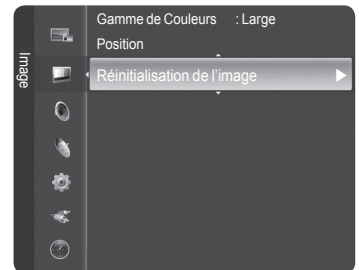 Image
Gamme de Couleurs : Large
Position
Réinitialisation de l'image